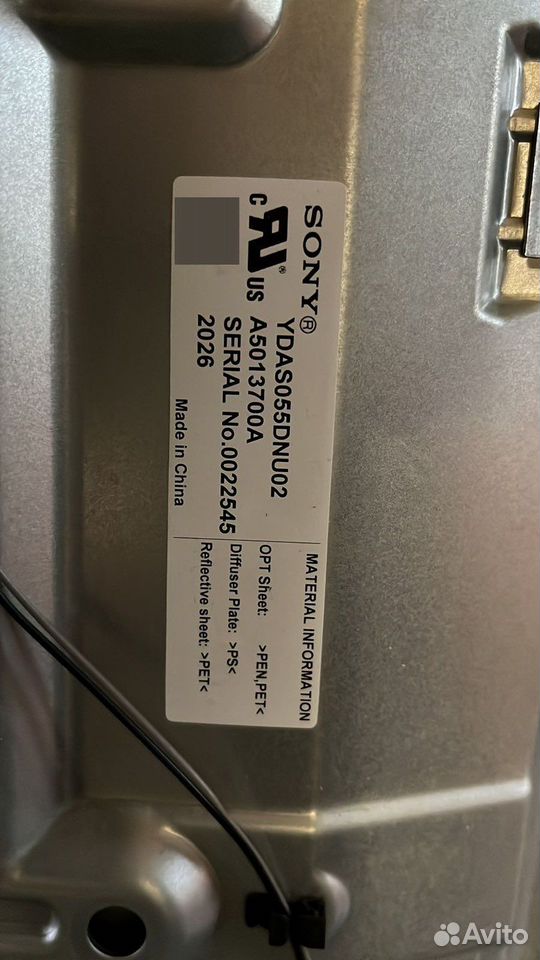 SONY®
C RU® US
YDAS055DNU02
A5013700A
SERIAL No.0022545
2026
Made in China
MATERIAL INFORMATION
OPT Sheet: >PEN,PET<
Diffuser Plate: >PS<
Reflective sheet: >PET<
Avito